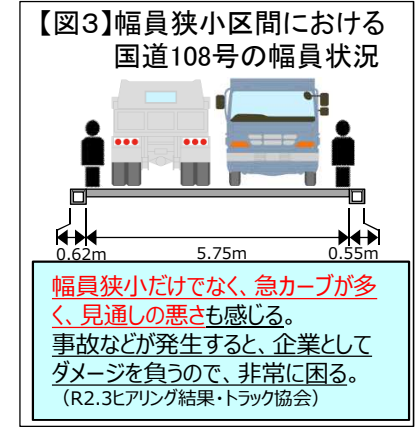 【図3】幅員狭小区間における
国道108号の幅員状況
0.62m 5.75m 0.55m
幅員狭小だけでなく、急カーブが多
く、見通しの悪さも感じる。
事故などが発生すると、企業として
ダメージを負うので、非常に困る。
（R2.3ヒアリング結果・トラック協会）